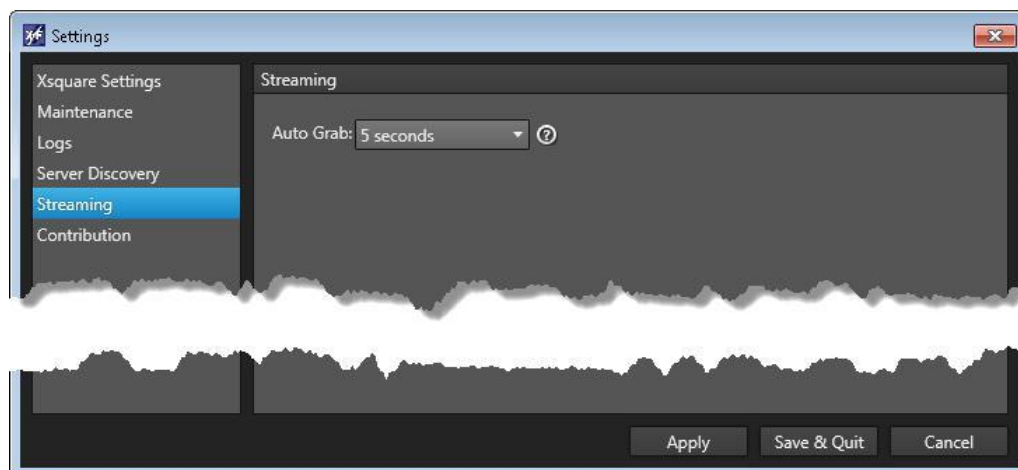 Settings
Xsquare Settings
Maintenance
Logs
Server Discovery
Streaming
Contribution
Streaming
Auto Grab: 5 seconds
Apply
Save & Quit
Cancel